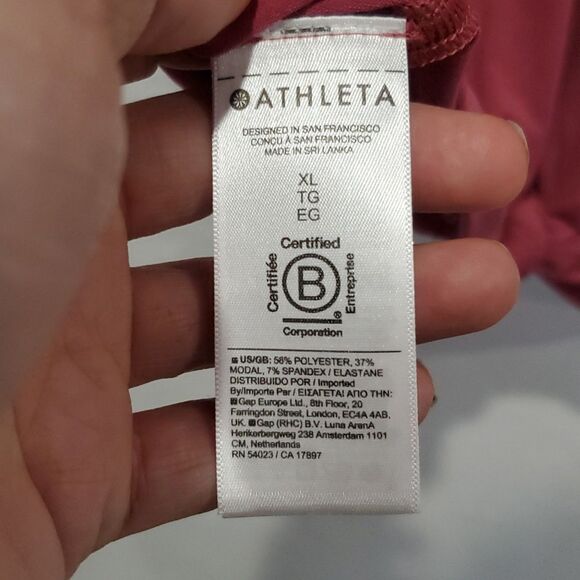 ATHLETA
DESIGNED IN SAN FRANCISCO
CONÇU À SAN FRANCISCO
MADE IN SRI LANKA
XL
TG
EG
Certified
Certifiée
B
Entreprise
®
Corporation
US/GB: 56% POLYESTER, 37%
MODAL, 7% SPANDEX / ELASTANE
DISTRIBUIDO POR / Imported
By/Importe Par / ΕΙΣΑΓΕΤΑΙ ΑΠΟ ΤΗΝ:
Gap Europe Ltd., 8th Floor, 20
Farringdon Street, London, EC4A 4AB,
UK. Gap (RHC) B.V. Luna ArenA
Herikerbergweg 238 Amsterdam 1101
CM, Netherlands
RN 54023 / CA 17897